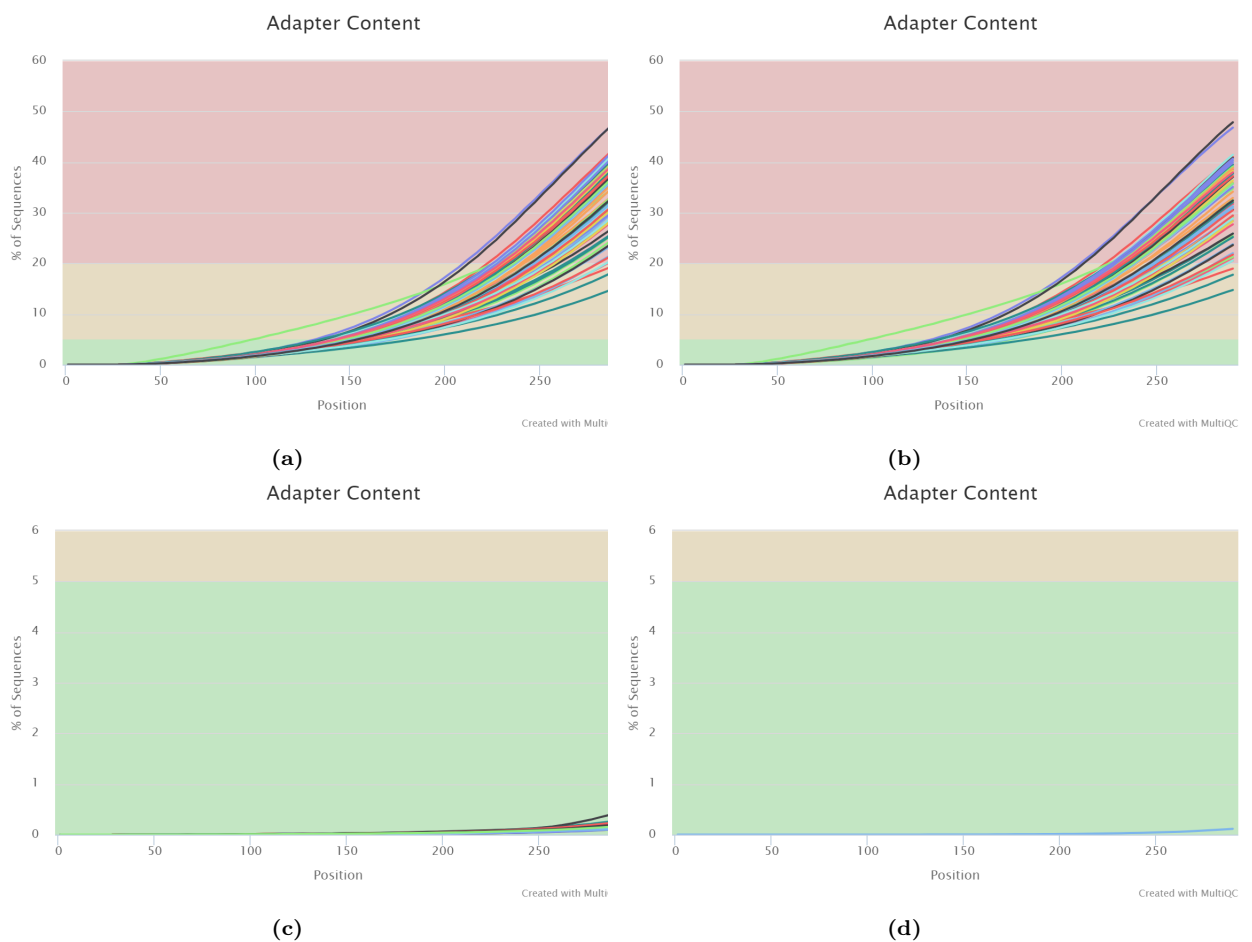 Adapter Content
60
50
40
30
20
10
0
% of Sequences
0 50 100 150 200 250
Position
Created with Multi
(a)
Adapter Content
60
50
40
30
20
10
0
% of Sequences
0 50 100 150 200 250
Position
Created with MultiQC
(b)
Adapter Content
6
5
4
3
2
1
0
% of Sequences
0 50 100 150 200 250
Position
Created with Multi
(c)
Adapter Content
6
5
4
3
2
1
0
% of Sequences
0 50 100 150 200 250
Position
Created with MultiQC
(d)